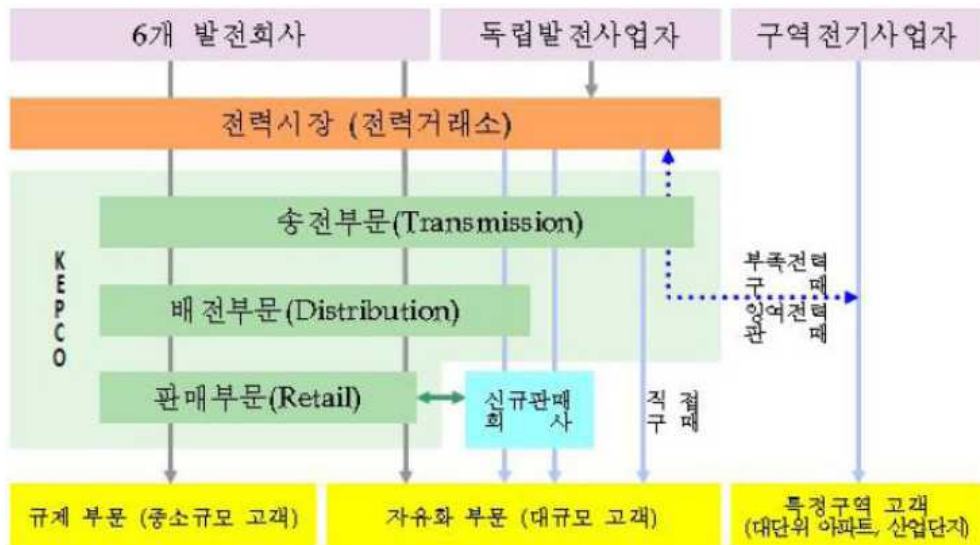 6개 발전회사
독립발전사업자
구역전기사업자
전력시장 (전력거래소)
송전부문(Transmission)
KEPCO
부족전력
구 매
잉여전력
판 매
배전부문(Distribution)
판매부문(Retail)
신규판매
회 사
직 접
구 매
규제 부문 (중소규모 고객)
자유화 부문 (대규모 고객)
특정구역 고객
(대단위 아파트, 산업단지)